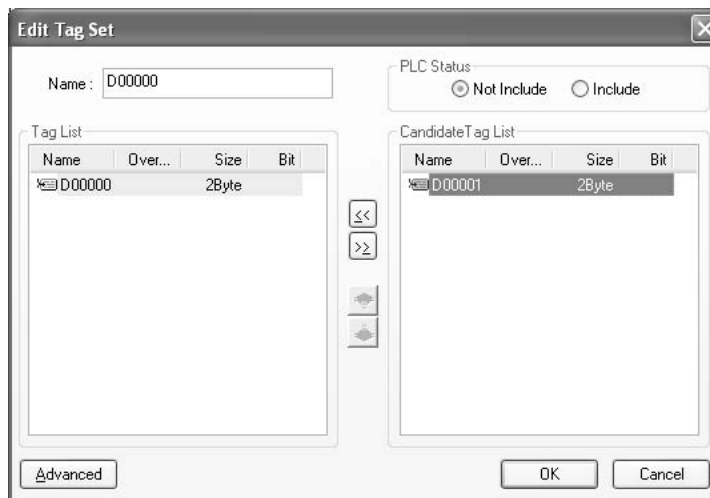 Edit Tag Set
Name : D00000
PLC Status
Not Include Include
Tag List
Name Over... Size Bit
D00000 2Byte
<<
>>
CandidateTag List
Name Over... Size Bit
D00001 2Byte
Advanced
OK Cancel